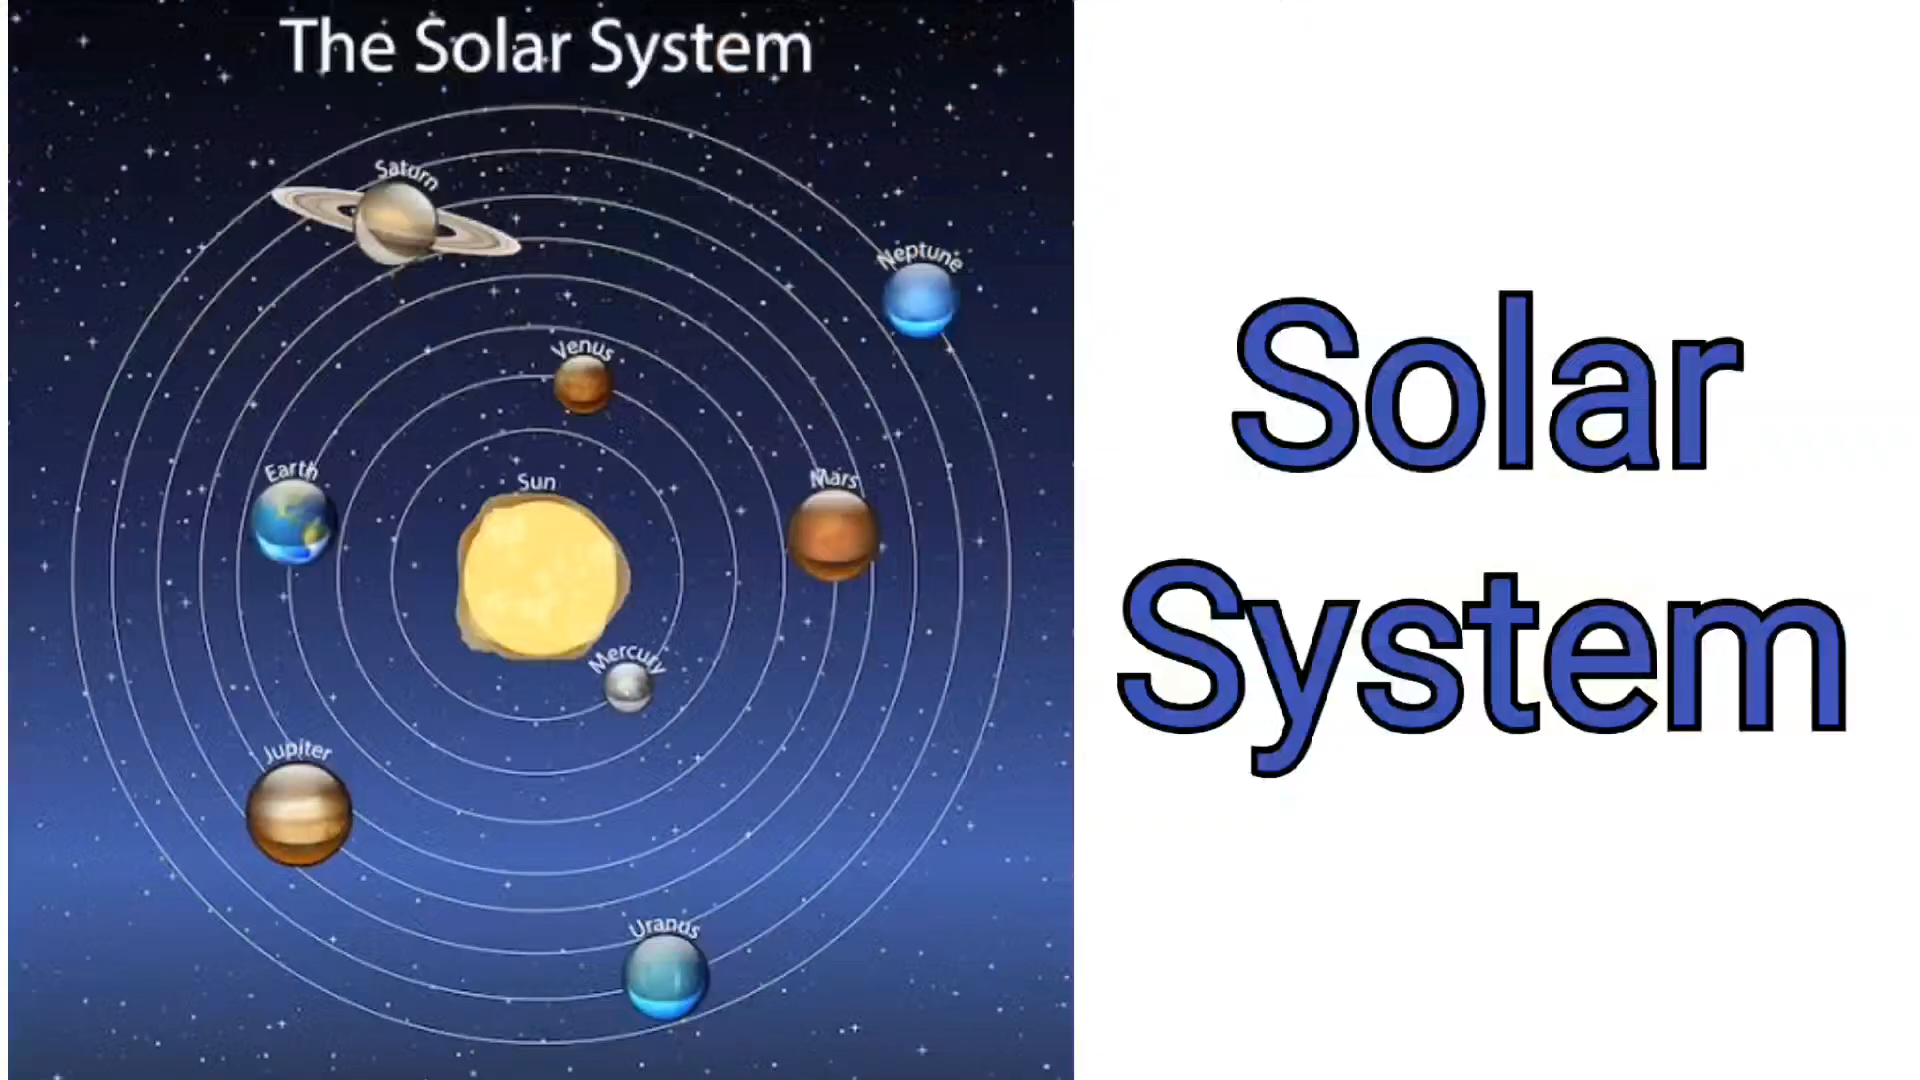 The Solar System
Saturn
Neptune
Venus
Earth
Sun
Mars
Mercury
Jupiter
Uranus
Solar
System